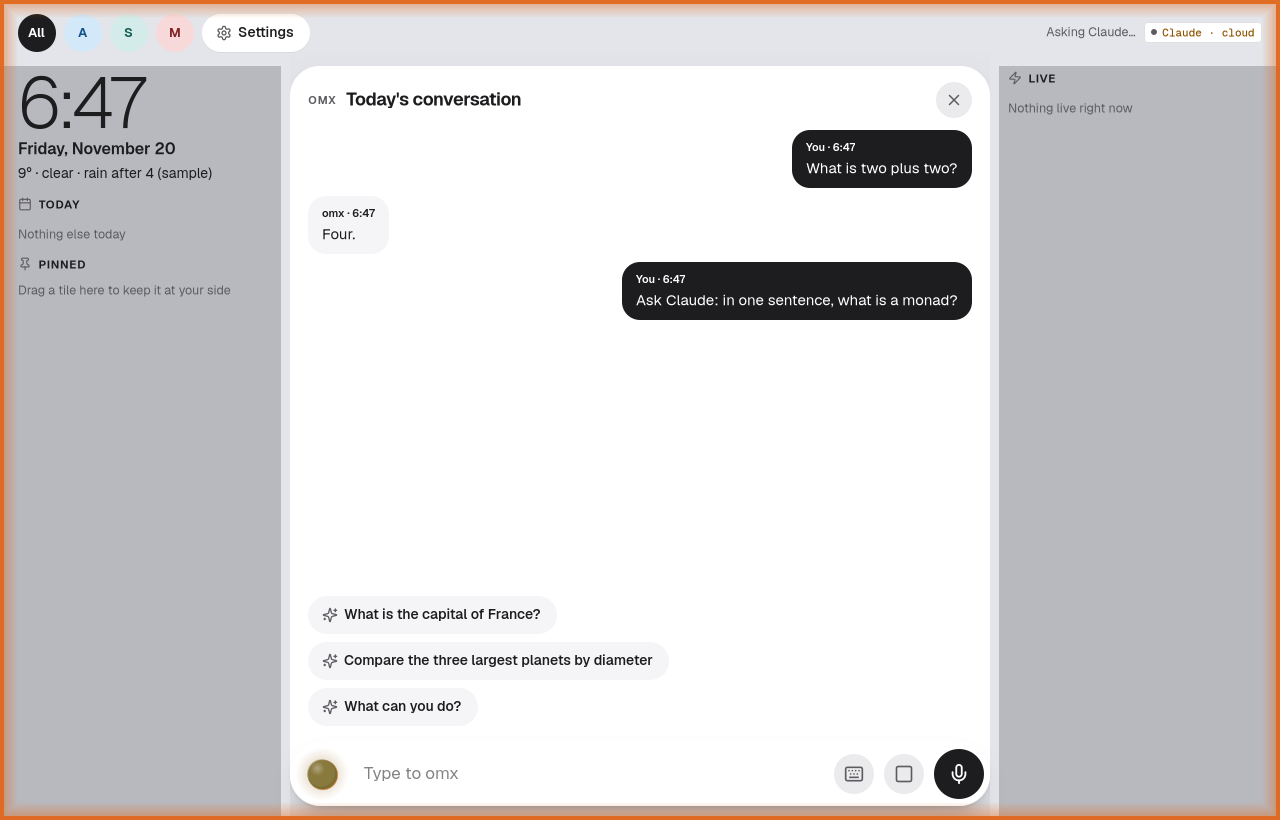 All
A
S
M
Settings
Asking Claude…
Claude · cloud
6:47
Friday, November 20
9° · clear · rain after 4 (sample)
TODAY
Nothing else today
PINNED
Drag a tile here to keep it at your side
OMX Today's conversation
You · 6:47
What is two plus two?
omx · 6:47
Four.
You · 6:47
Ask Claude: in one sentence, what is a monad?
What is the capital of France?
Compare the three largest planets by diameter
What can you do?
Type to omx
LIVE
Nothing live right now